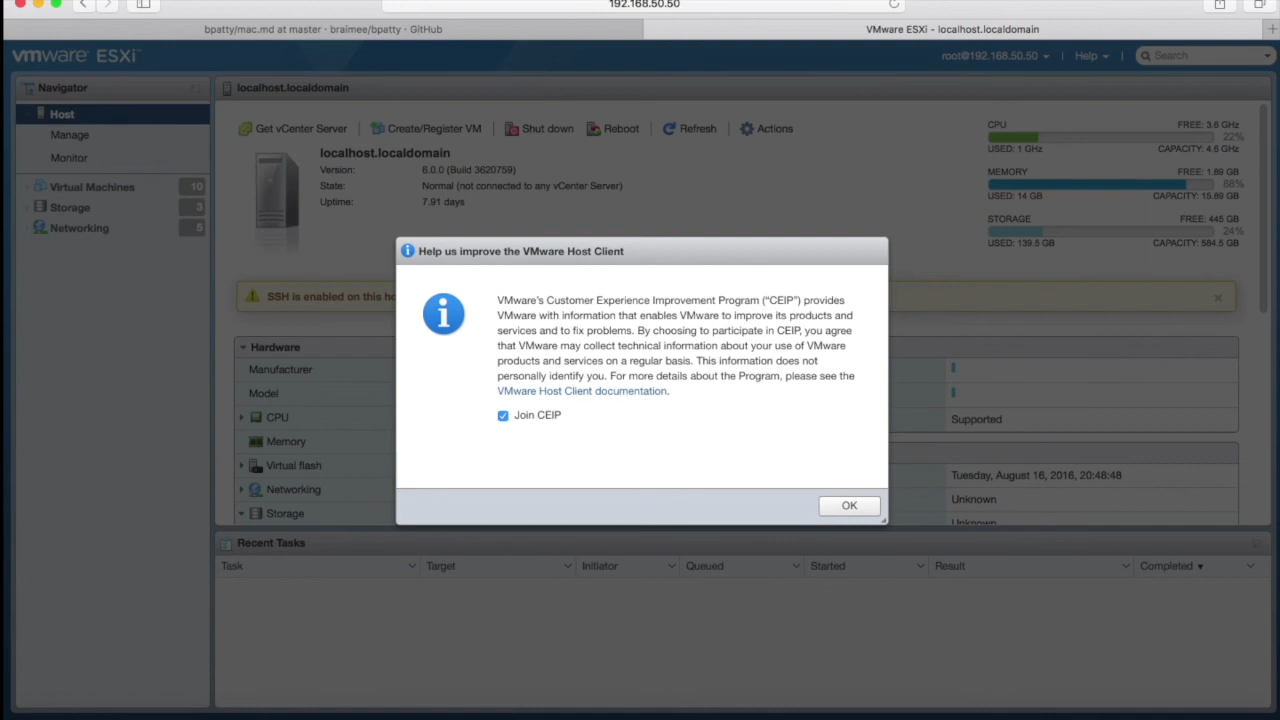 192.168.50.50
bpatty/mac.md at master · braimee/bpatty · GitHub
VMware ESXi - localhost.localdomain
vmware ESXi™
root@192.168.50.50
Help
Search
Navigator
localhost.localdomain
Host
Manage
Monitor
Virtual Machines 10
Storage 3
Networking 5
Get vCenter Server
Create/Register VM
Shut down
Reboot
Refresh
Actions
localhost.localdomain
Version: 6.0.0 (Build 3620759)
State: Normal (not connected to any vCenter Server)
Uptime: 7.91 days
CPU FREE: 3.6 GHz
22%
USED: 1 GHz CAPACITY: 4.6 GHz
MEMORY FREE: 1.89 GB
88%
USED: 14 GB CAPACITY: 15.89 GB
STORAGE FREE: 445 GB
24%
USED: 139.5 GB CAPACITY: 584.5 GB
SSH is enabled on this ho
Help us improve the VMware Host Client
VMware's Customer Experience Improvement Program ("CEIP") provides
VMware with information that enables VMware to improve its products and
services and to fix problems. By choosing to participate in CEIP, you agree
that VMware may collect technical information about your use of VMware
products and services on a regular basis. This information does not
personally identify you. For more details about the Program, please see the
VMware Host Client documentation.
Join CEIP
OK
Hardware
Manufacturer
Model
CPU
Memory
Virtual flash
Networking
Storage
Supported
Tuesday, August 16, 2016, 20:48:48
Unknown
Unknown
Recent Tasks
Task
Target
Initiator
Queued
Started
Result
Completed